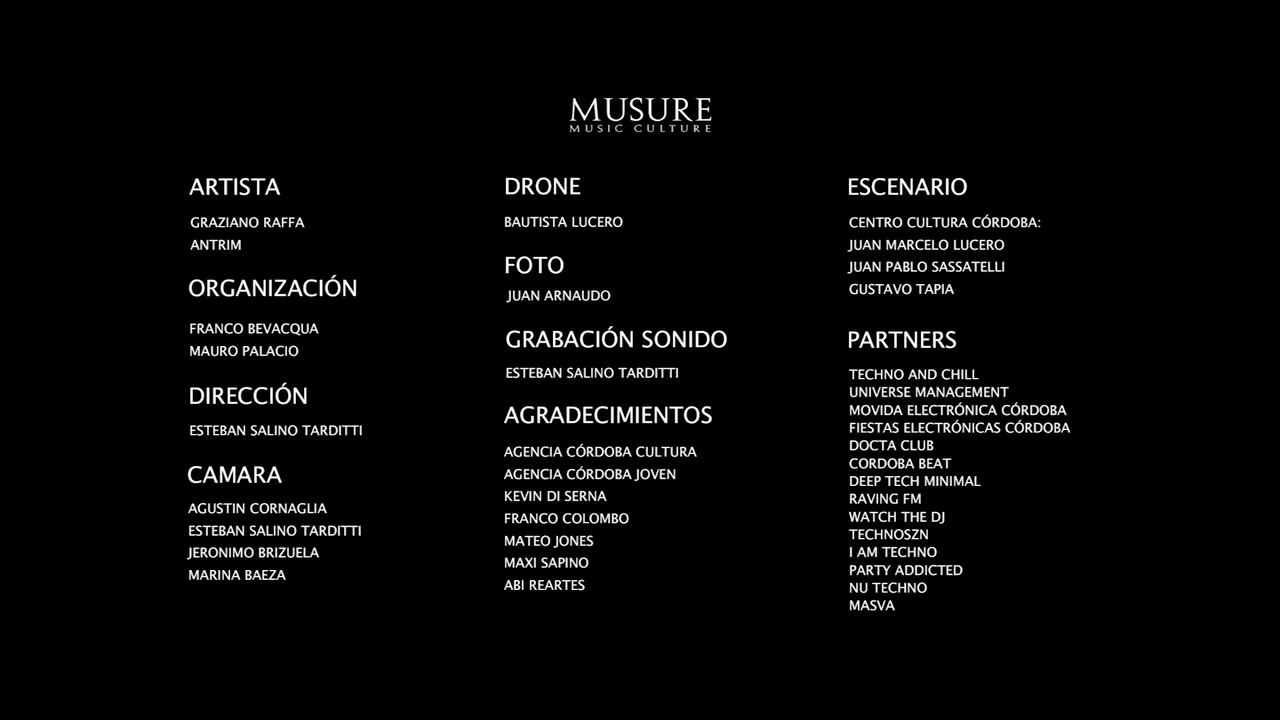 MUSURE
MUSIC CULTURE
ARTISTA
GRAZIANO RAFFA
ANTRIM
ORGANIZACIÓN
FRANCO BEVACQUA
MAURO PALACIO
DIRECCIÓN
ESTEBAN SALINO TARDITTI
CAMARA
AGUSTIN CORNAGLIA
ESTEBAN SALINO TARDITTI
JERONIMO BRIZUELA
MARINA BAEZA
DRONE
BAUTISTA LUCERO
FOTO
JUAN ARNAUDO
GRABACIÓN SONIDO
ESTEBAN SALINO TARDITTI
AGRADECIMIENTOS
AGENCIA CÓRDOBA CULTURA
AGENCIA CÓRDOBA JOVEN
KEVIN DI SERNA
FRANCO COLOMBO
MATEO JONES
MAXI SAPINO
ABI REARTES
ESCENARIO
CENTRO CULTURA CÓRDOBA:
JUAN MARCELO LUCERO
JUAN PABLO SASSATELLI
GUSTAVO TAPIA
PARTNERS
TECHNO AND CHILL
UNIVERSE MANAGEMENT
MOVIDA ELECTRÓNICA CÓRDOBA
FIESTAS ELECTRÓNICAS CÓRDOBA
DOCTA CLUB
CORDOBA BEAT
DEEP TECH MINIMAL
RAVING FM
WATCH THE DJ
TECHNOSZN
I AM TECHNO
PARTY ADDICTED
NU TECHNO
MASVA